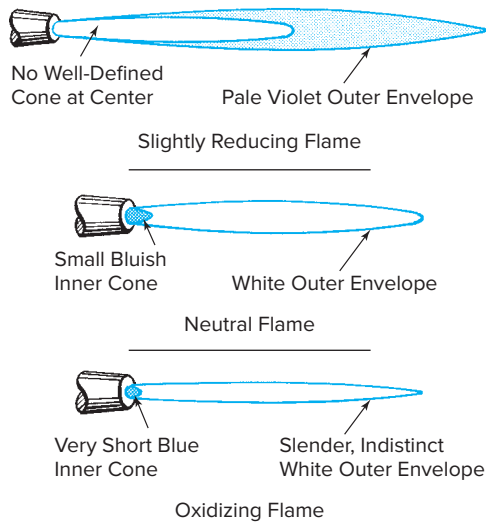 No Well-Defined
Cone at Center
Pale Violet Outer Envelope
Slightly Reducing Flame
Small Bluish
Inner Cone
White Outer Envelope
Neutral Flame
Very Short Blue
Inner Cone
Slender, Indistinct
White Outer Envelope
Oxidizing Flame